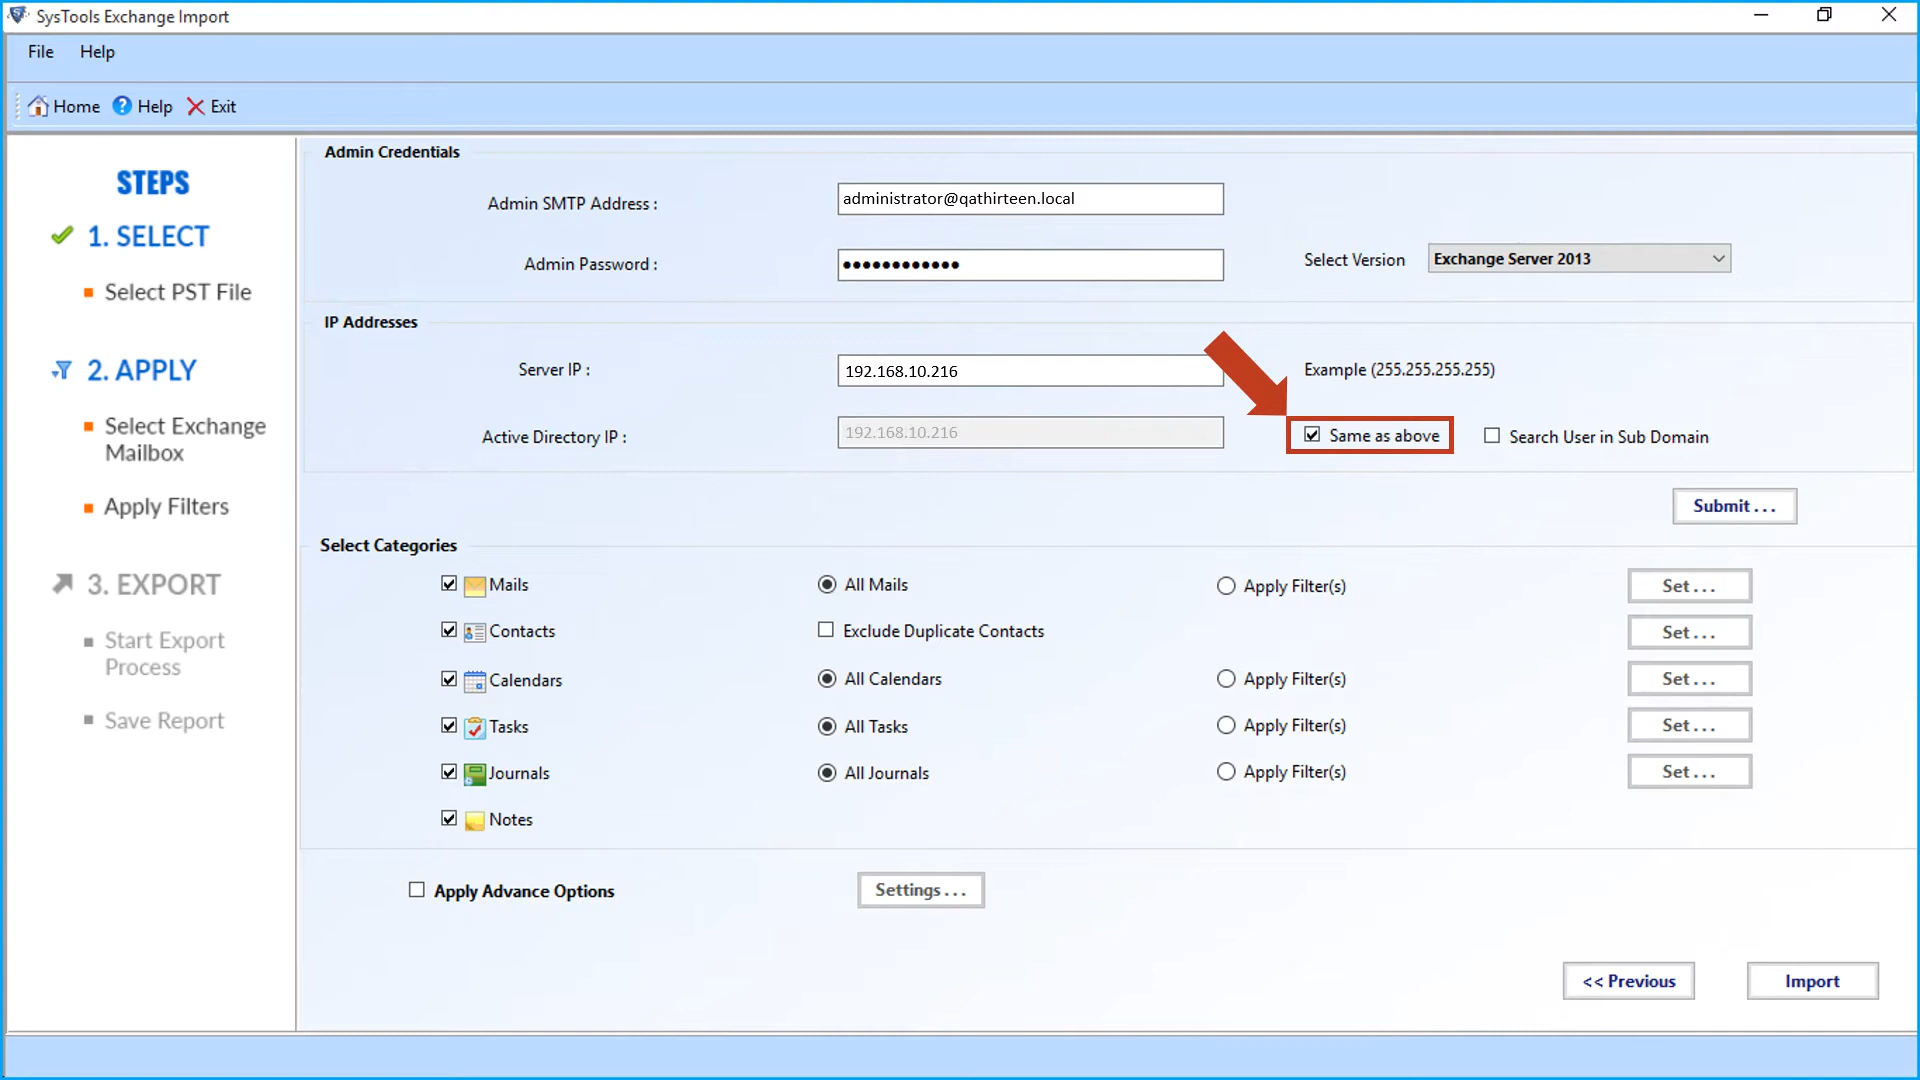 SysTools Exchange Import
File Help
Home Help Exit
STEPS
1. SELECT
Select PST File
2. APPLY
Select Exchange
Mailbox
Apply Filters
3. EXPORT
Start Export
Process
Save Report
Admin Credentials
Admin SMTP Address : administrator@qathirteen.local
Admin Password : ●●●●●●●●●●●● Select Version Exchange Server 2013
IP Addresses
Server IP : 192.168.10.216 Example (255.255.255.255)
Active Directory IP : 192.168.10.216 Same as above Search User in Sub Domain
Submit . . .
Select Categories
Mails All Mails Apply Filter(s) Set . . .
Contacts Exclude Duplicate Contacts Set . . .
Calendars All Calendars Apply Filter(s) Set . . .
Tasks All Tasks Apply Filter(s) Set . . .
Journals All Journals Apply Filter(s) Set . . .
Notes
Apply Advance Options Settings . . .
<< Previous Import